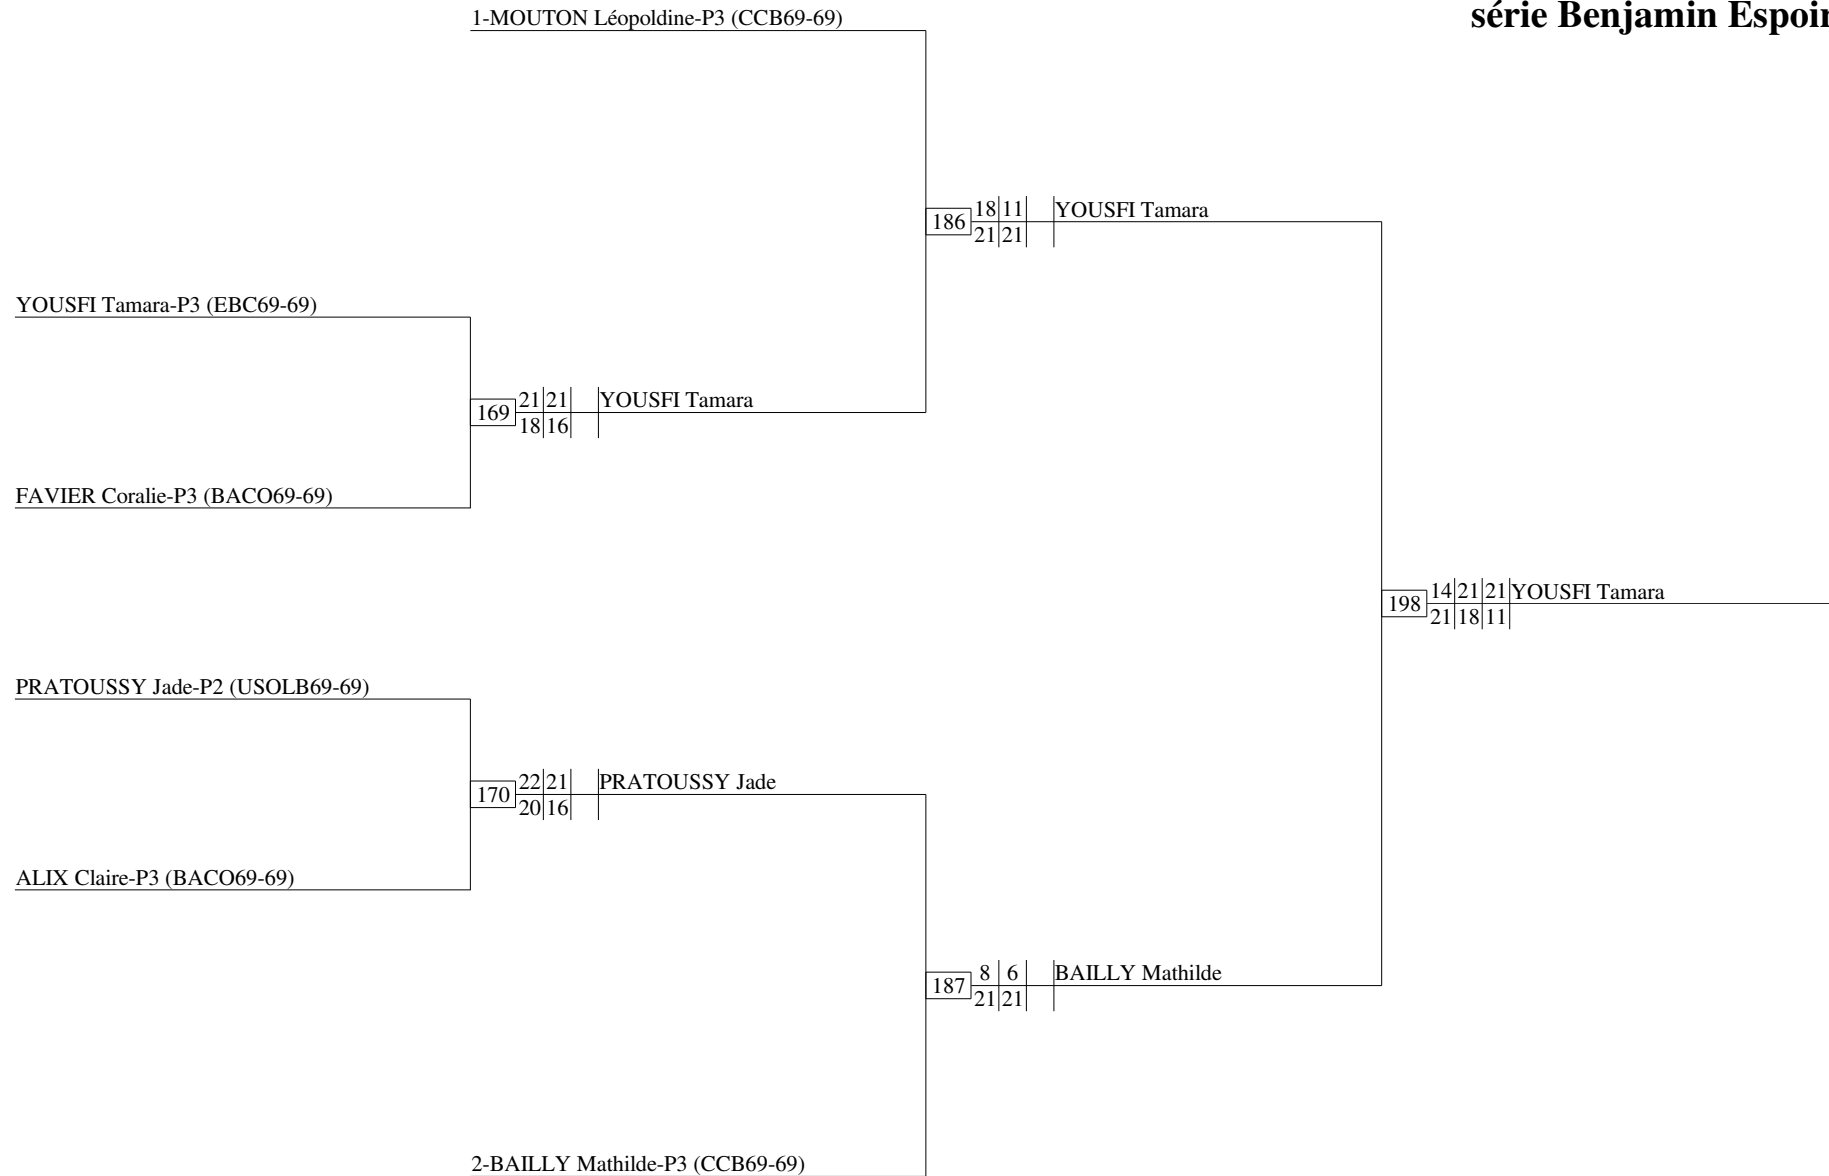 série Benjamin Espoir
1-MOUTON Léopoldine-P3 (CCB69-69)
186
18 11
21 21
YOUSFI Tamara
YOUSFI Tamara-P3 (EBC69-69)
169
21 21
18 16
YOUSFI Tamara
FAVIER Coralie-P3 (BACO69-69)
198
14 21 21
21 18 11
YOUSFI Tamara
PRATOUSSY Jade-P2 (USOLB69-69)
170
22 21
20 16
PRATOUSSY Jade
ALIX Claire-P3 (BACO69-69)
187
8 6
21 21
BAILLY Mathilde
2-BAILLY Mathilde-P3 (CCB69-69)